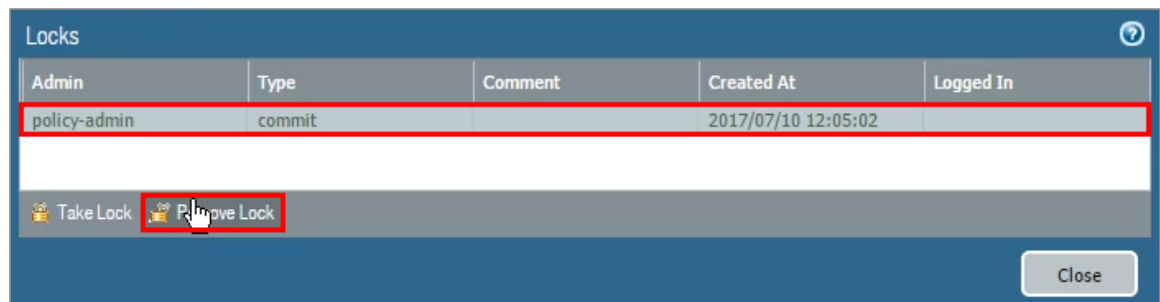 Locks
Admin Type Comment Created At Logged In
policy-admin commit 2017/07/10 12:05:02
Take Lock Remove Lock
Close